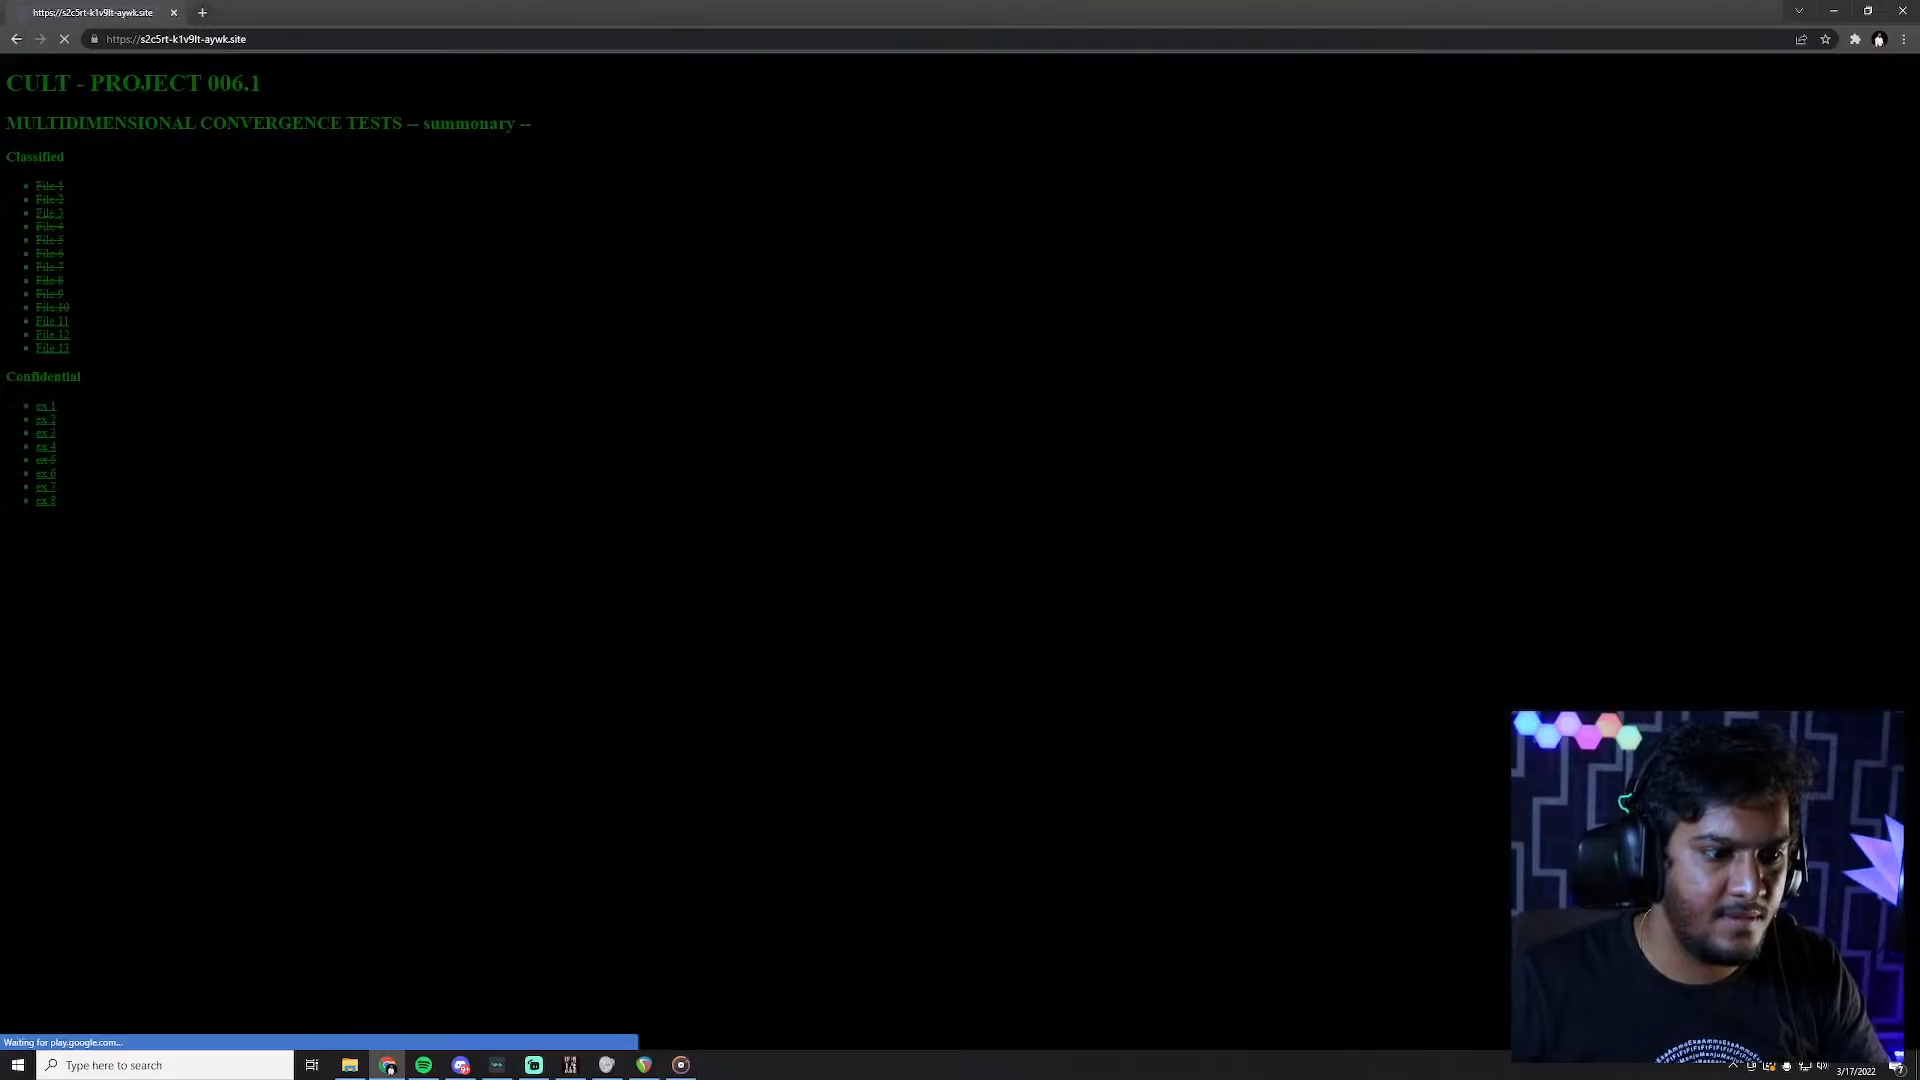 https://s2c5rt-k1v9lt-aywk.site
https://s2c5rt-k1v9lt-aywk.site
CULT - PROJECT 006.1
MULTIDIMENSIONAL CONVERGENCE TESTS -- summonary --
Classified
File 1
File 2
File 3
File 4
File 5
File 6
File 7
File 8
File 9
File 10
File 11
File 12
File 13
Confidential
ex 1
ex 2
ex 3
ex 4
ex 5
ex 6
ex 7
ex 8
Waiting for play.google.com...
Type here to search
3/17/2022